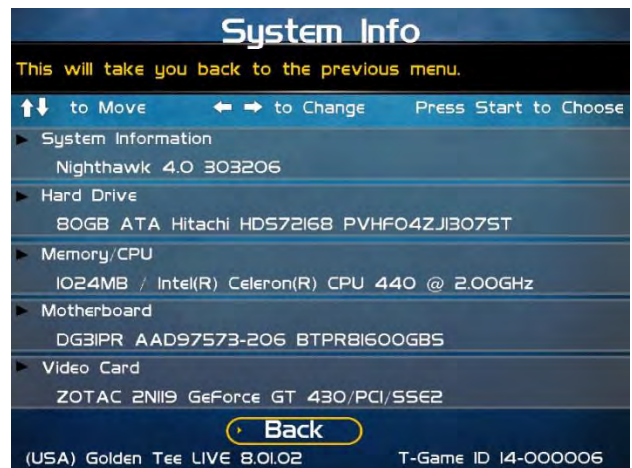 System Info
This will take you back to the previous menu.
to Move to Change Press Start to Choose
System Information
Nighthawk 4.0 303206
Hard Drive
80GB ATA Hitachi HDS72168 PVHF04ZJ1307ST
Memory/CPU
1024MB / Intel(R) Celeron(R) CPU 440 @ 2.00GHz
Motherboard
DG31PR AAD97573-206 BTPR81600GBS
Video Card
ZOTAC 2N119 GeForce GT 430/PCI/SSE2
Back
(USA) Golden Tee LIVE 8.01.02 T-Game ID 14-000006